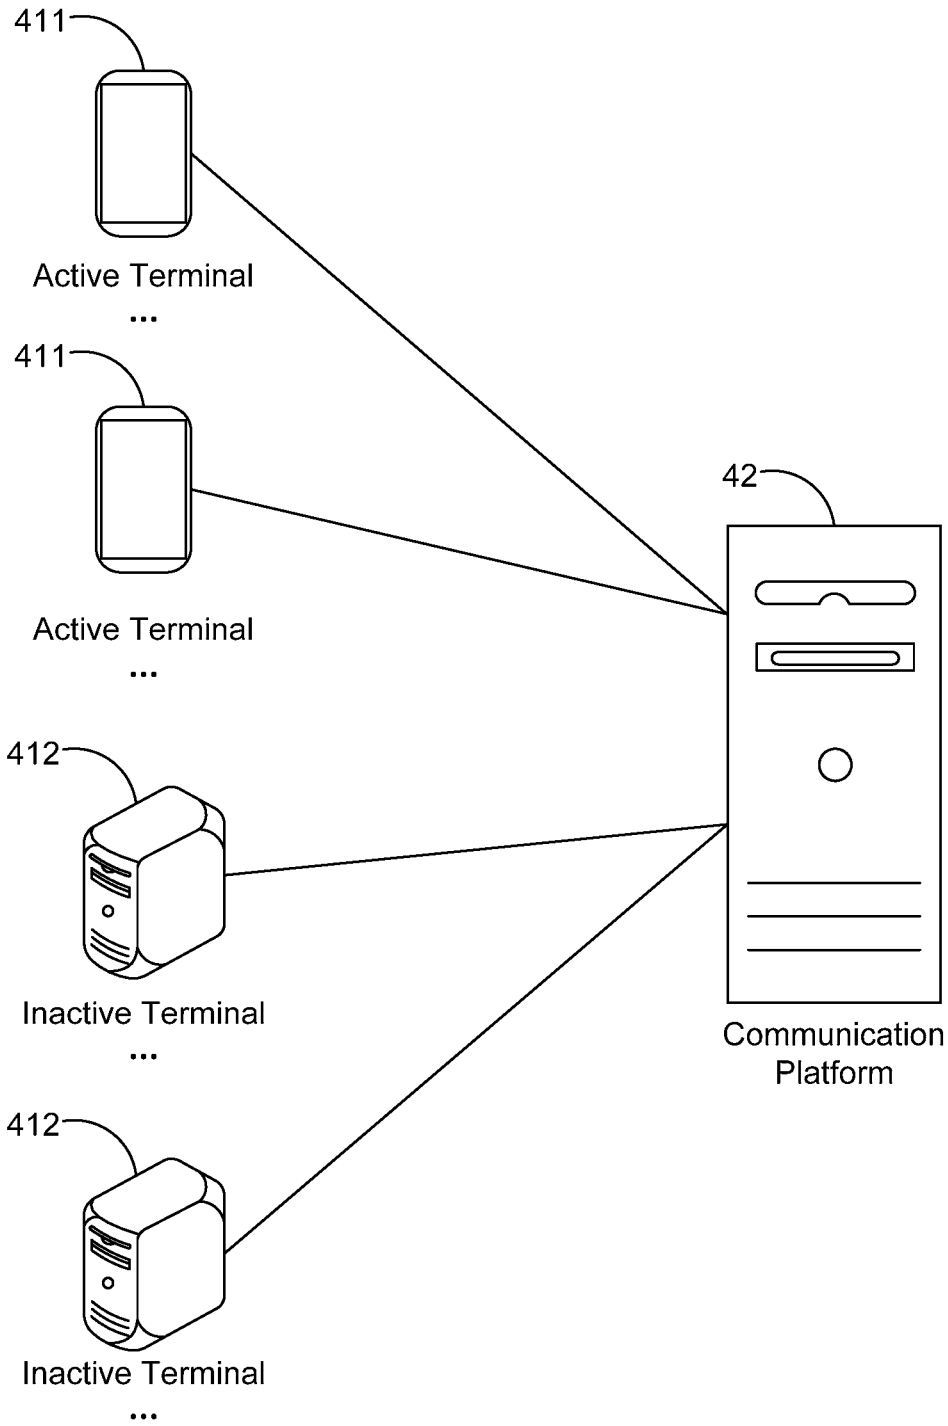 411
Active Terminal
...
411
Active Terminal
...
42
Communication
Platform
412
Inactive Terminal
...
412
Inactive Terminal
...